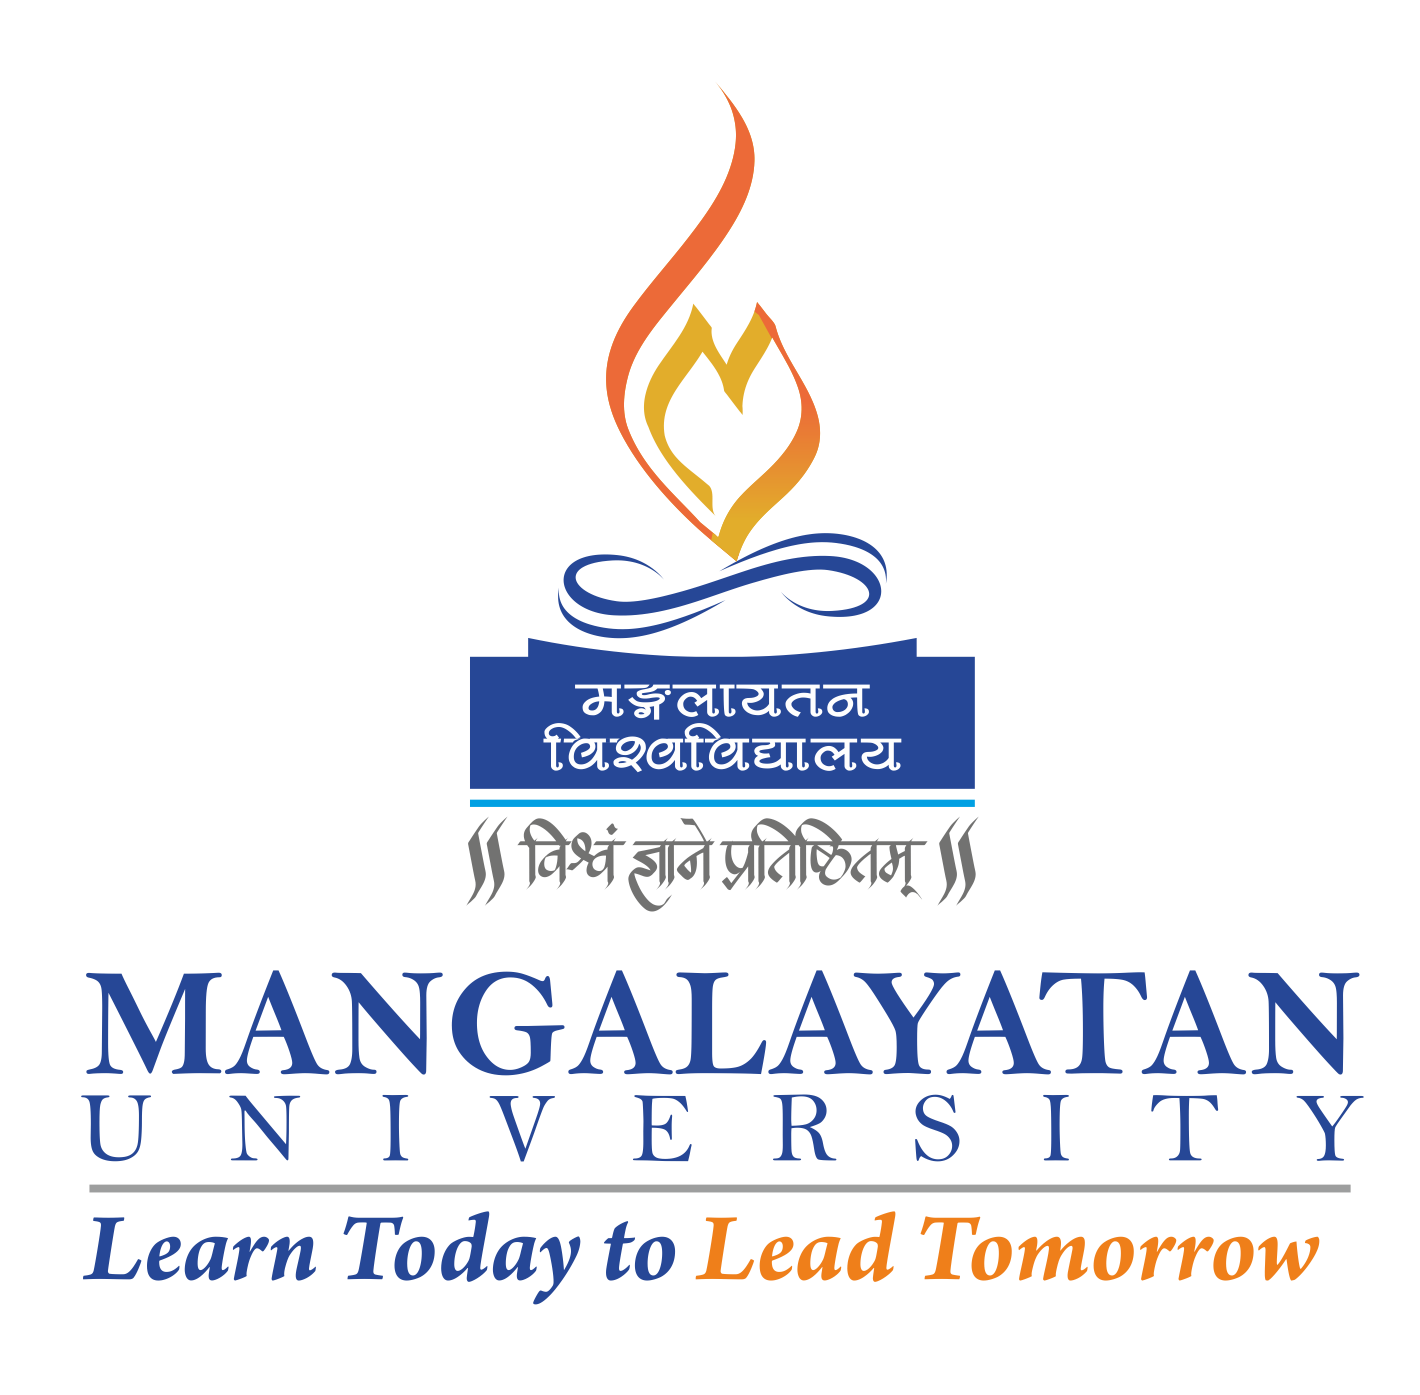 मङ्गलायतन
विश्वविद्यालय
॥ विश्वं ज्ञाने प्रतिष्ठितम् ॥
MANGALAYATAN
UNIVERSITY
Learn Today to Lead Tomorrow